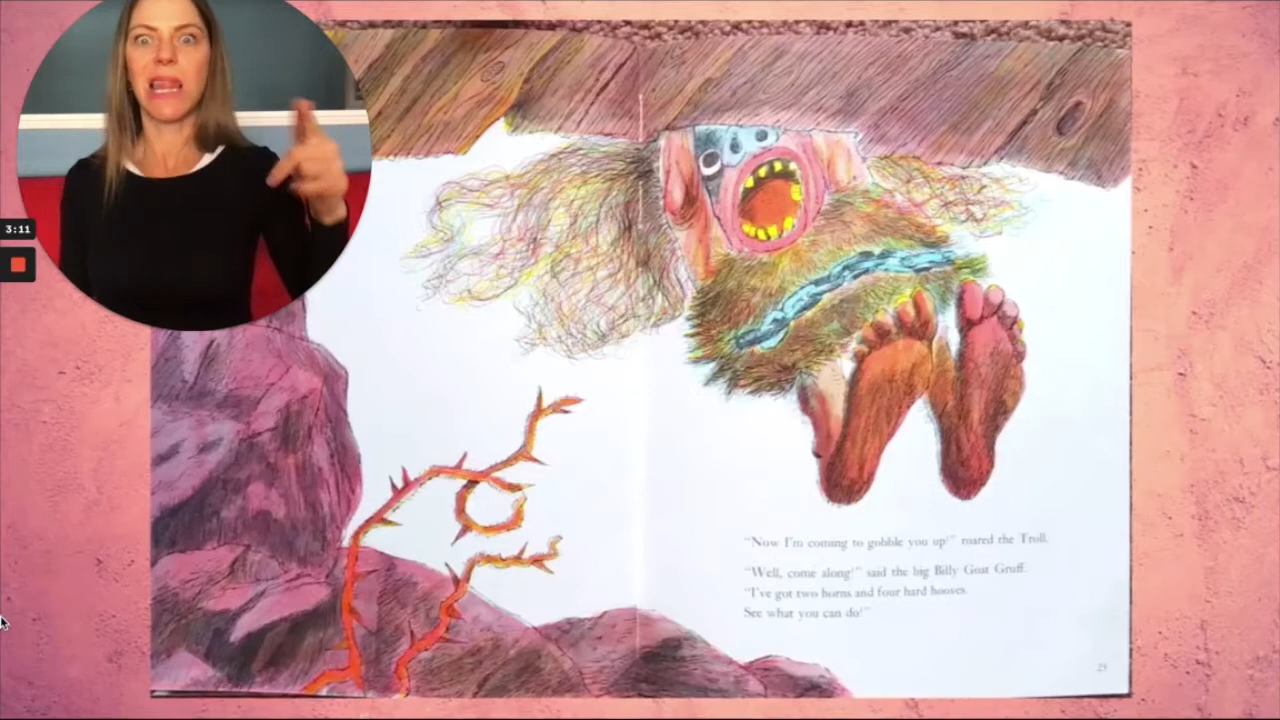 3:11
"Now I'm coming to gobble you up!" roared the Troll.
"Well, come along!" said the big Billy Goat Gruff.
"I've got two horns and four hard hooves.
See what you can do!"
23